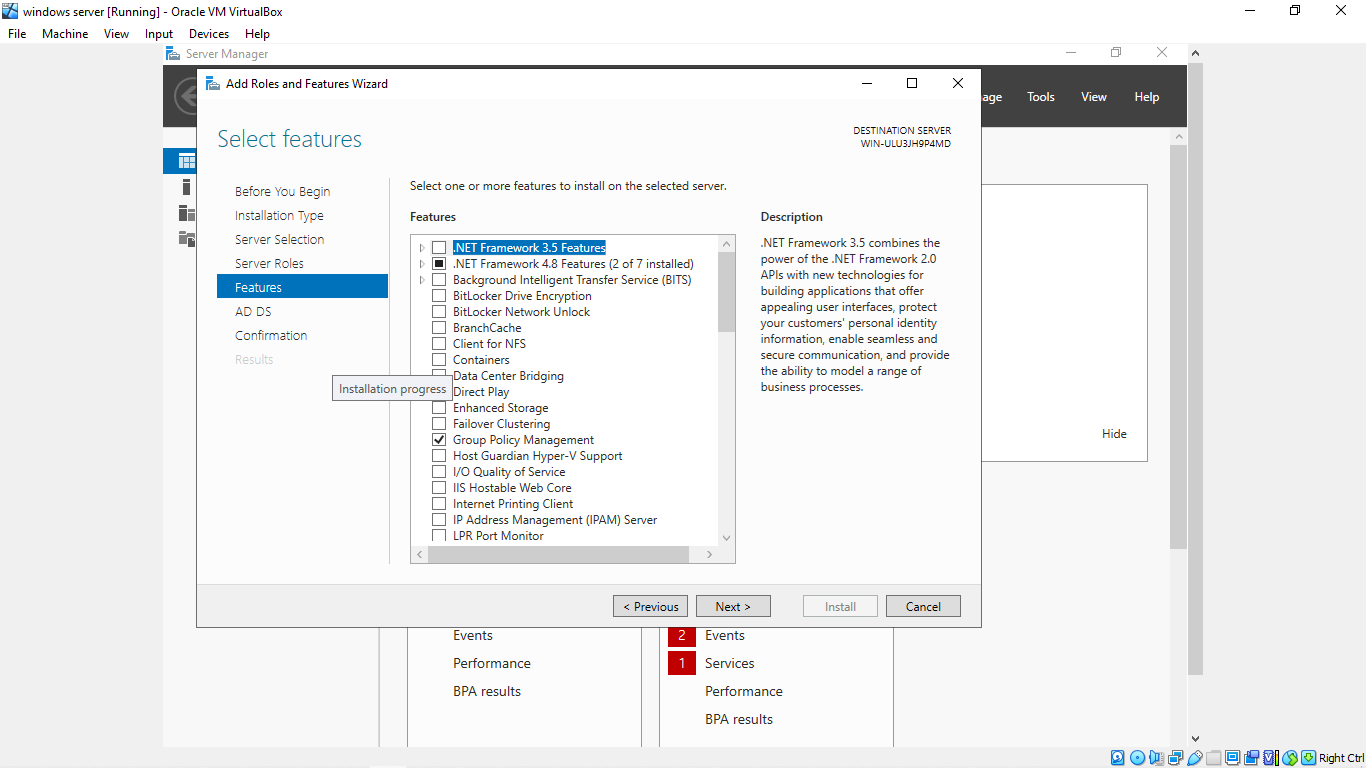 windows server [Running] - Oracle VM VirtualBox
File Machine View Input Devices Help
Server Manager
Add Roles and Features Wizard
age Tools View Help
Select features
DESTINATION SERVER
WIN-ULU3JH9P4MD
Before You Begin
Installation Type
Server Selection
Server Roles
Features
AD DS
Confirmation
Results
Installation progress
Select one or more features to install on the selected server.
Features
.NET Framework 3.5 Features
.NET Framework 4.8 Features (2 of 7 installed)
Background Intelligent Transfer Service (BITS)
BitLocker Drive Encryption
BitLocker Network Unlock
BranchCache
Client for NFS
Containers
Data Center Bridging
Direct Play
Enhanced Storage
Failover Clustering
Group Policy Management
Host Guardian Hyper-V Support
I/O Quality of Service
IIS Hostable Web Core
Internet Printing Client
IP Address Management (IPAM) Server
LPR Port Monitor
Description
.NET Framework 3.5 combines the
power of the .NET Framework 2.0
APIs with new technologies for
building applications that offer
appealing user interfaces, protect
your customers' personal identity
information, enable seamless and
secure communication, and provide
the ability to model a range of
business processes.
Hide
< Previous Next > Install Cancel
Events
Performance
BPA results
2 Events
1 Services
Performance
BPA results
Right Ctrl